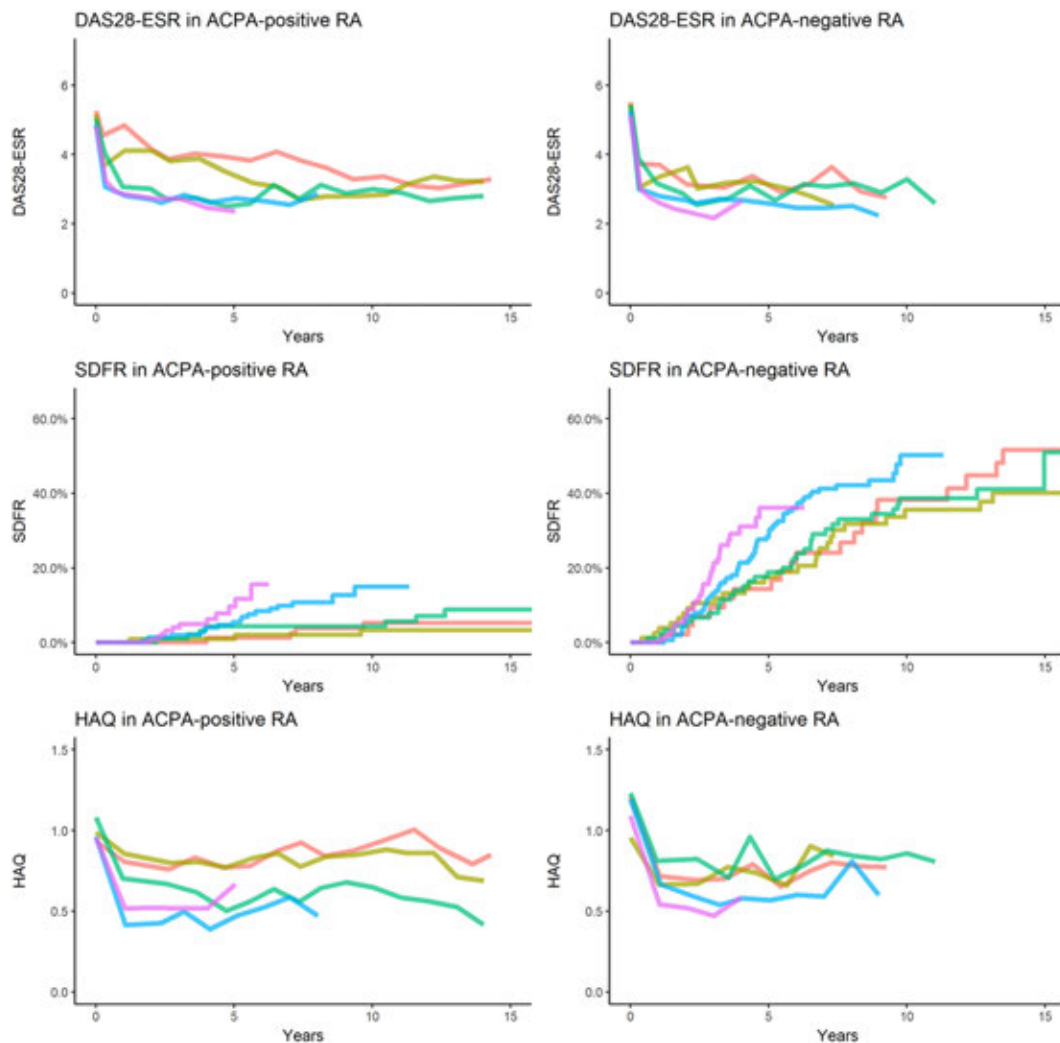 DAS28-ESR in ACPA-positive RA
6
4
2
0
DAS28-ESR
0 5 10 15
Years
DAS28-ESR in ACPA-negative RA
6
4
2
0
DAS28-ESR
0 5 10 15
Years
SDFR in ACPA-positive RA
60.0%
40.0%
20.0%
0.0%
SDFR
0 5 10 15
Years
SDFR in ACPA-negative RA
60.0%
40.0%
20.0%
0.0%
SDFR
0 5 10 15
Years
HAQ in ACPA-positive RA
1.5
1.0
0.5
0.0
HAQ
0 5 10 15
Years
HAQ in ACPA-negative RA
1.5
1.0
0.5
0.0
HAQ
0 5 10 15
Years